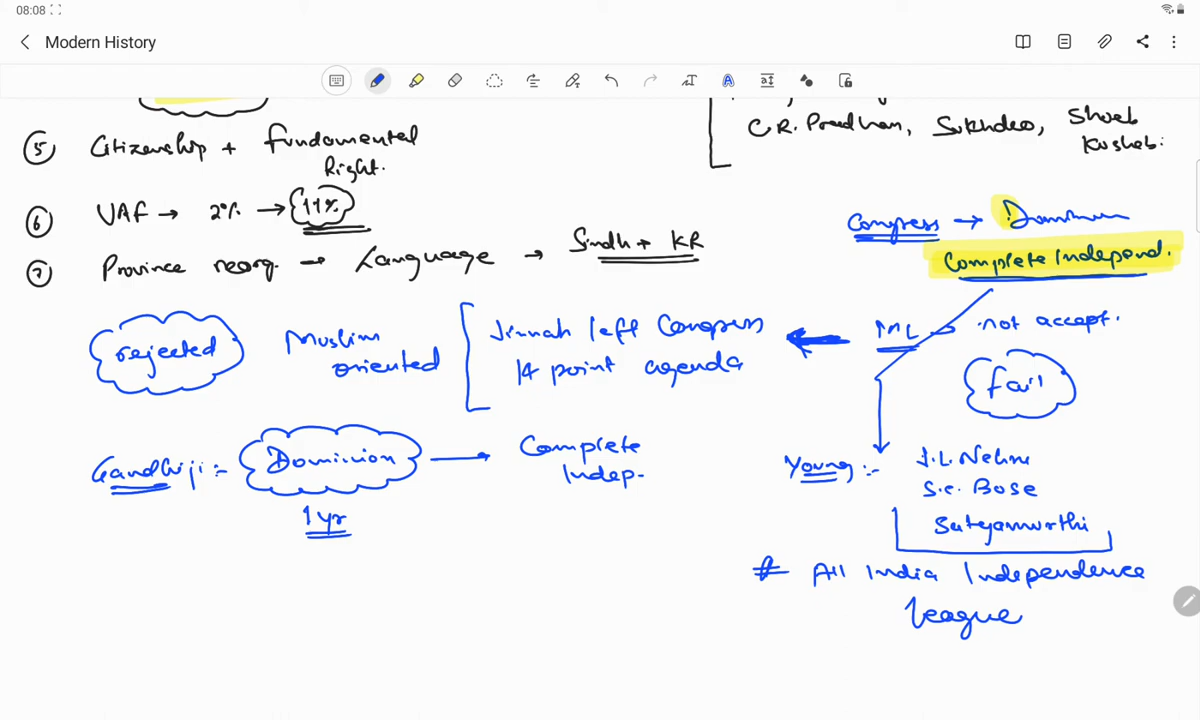 08:08
Modern History
C.R. Pradhan, Sukhdeo, Shoeb
Kusheb:
⑤ Citizenship + fundamental
Right.
⑥ UAF → 2% → 11%
⑦ Province reorg. → Language → Sindh + KR
Congress → Dominion
Complete Independ.
rejected
Muslim
oriented
Jinnah left Congress
14 point agenda
ML → not accept.
fail
Gandhiji :- Dominion → Complete
Indep.
1 yr
Young :- J.L. Nehru
S.C. Bose
Satyamurthi
# All India Independence
league